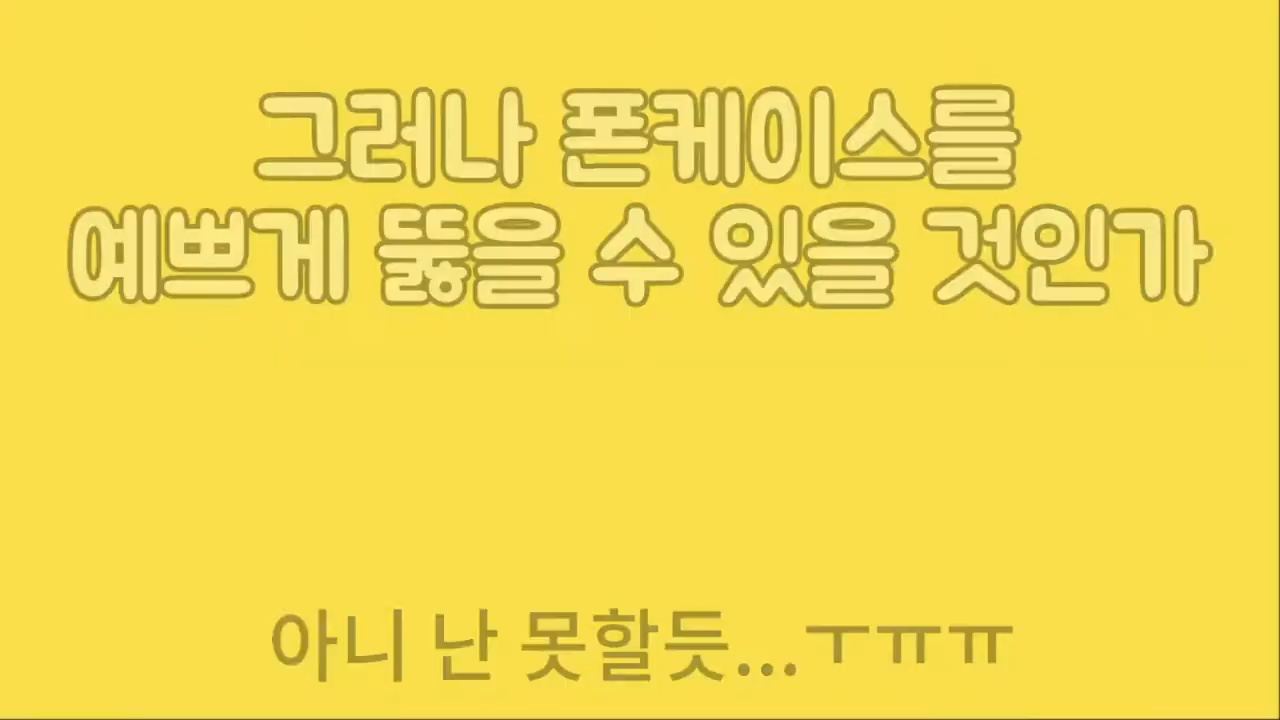 그러나 폰케이스를
예쁘게 뚫을 수 있을 것인가
아니 난 못할듯...ㅜㅠㅠ